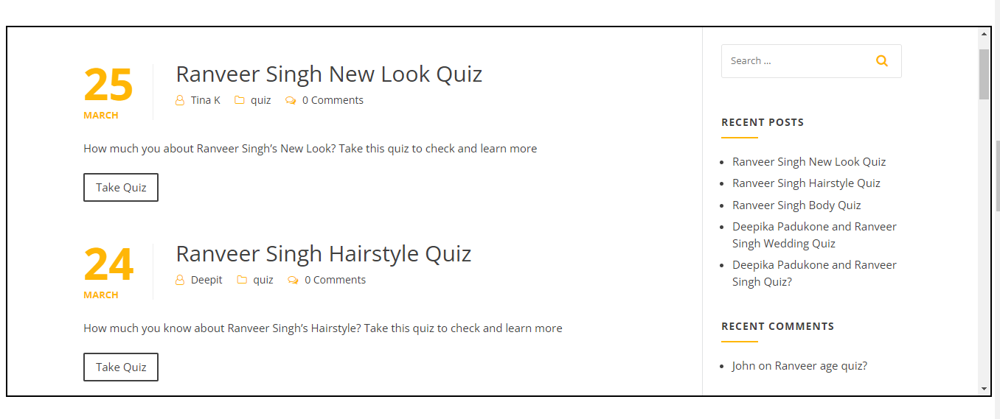 25
MARCH
Ranveer Singh New Look Quiz
Tina K quiz 0 Comments
How much you about Ranveer Singh’s New Look? Take this quiz to check and learn more
Take Quiz
24
MARCH
Ranveer Singh Hairstyle Quiz
Deepit quiz 0 Comments
How much you know about Ranveer Singh’s Hairstyle? Take this quiz to check and learn more
Take Quiz
Search ...
RECENT POSTS
Ranveer Singh New Look Quiz
Ranveer Singh Hairstyle Quiz
Ranveer Singh Body Quiz
Deepika Padukone and Ranveer
Singh Wedding Quiz
Deepika Padukone and Ranveer
Singh Quiz?
RECENT COMMENTS
John on Ranveer age quiz?